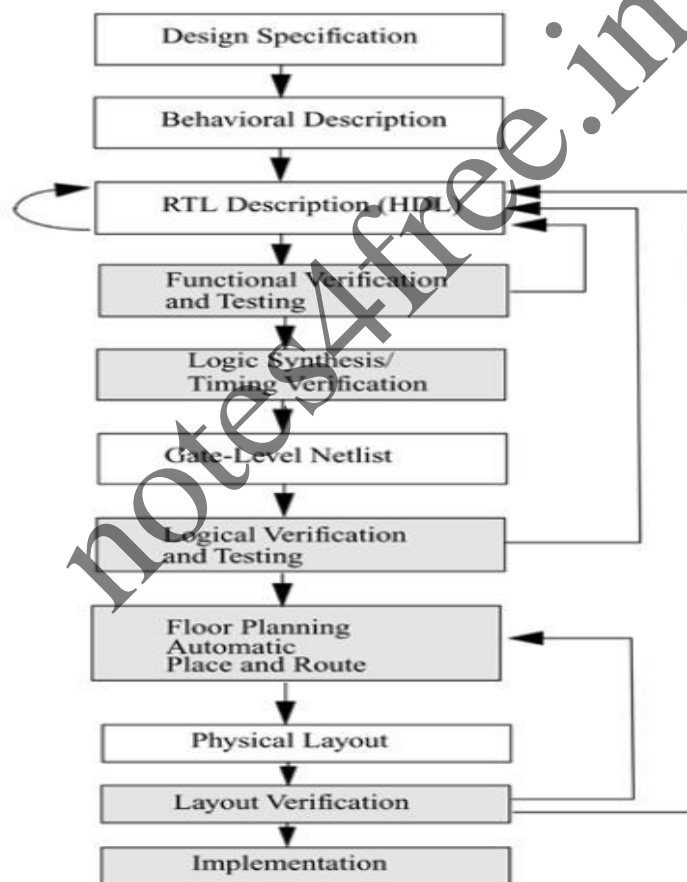 Design Specification
Behavioral Description
RTL Description (HDL)
Functional Verification
and Testing
Logic Synthesis/
Timing Verification
Gate-Level Netlist
Logical Verification
and Testing
Floor Planning
Automatic
Place and Route
Physical Layout
Layout Verification
Implementation
notes4free.in